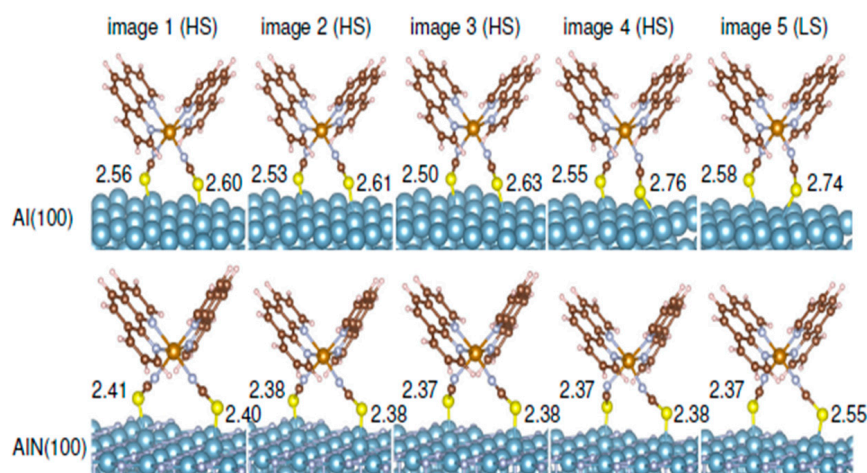 image 1 (HS) image 2 (HS) image 3 (HS) image 4 (HS) image 5 (LS)
2.56 2.60 2.53 2.61 2.50 2.63 2.55 2.76 2.58 2.74
Al(100)
2.41 2.40 2.38 2.38 2.37 2.38 2.37 2.38 2.37 2.55
AlN(100)